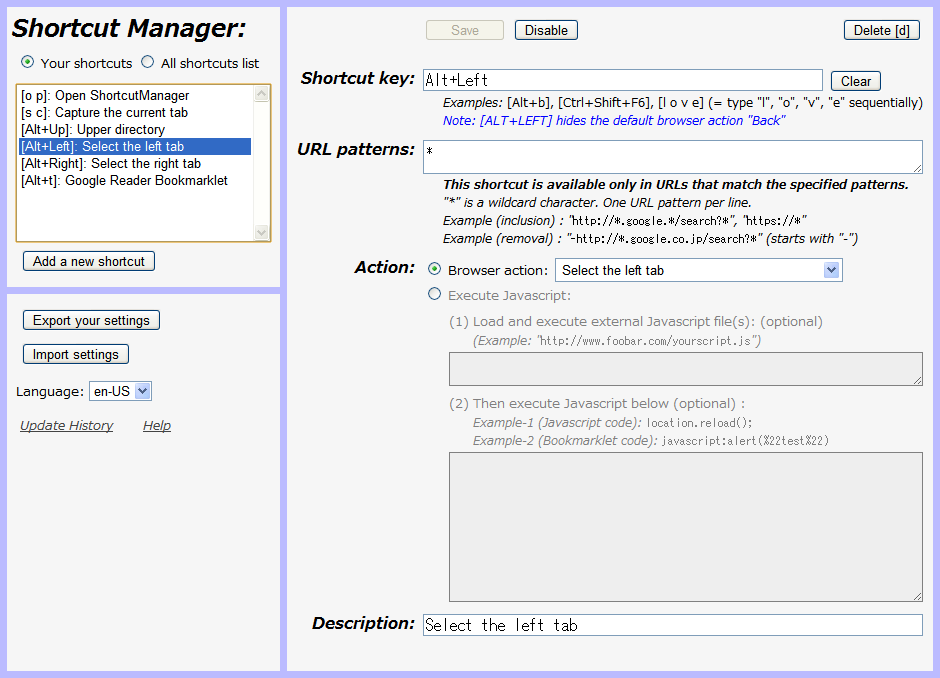 Shortcut Manager:
Your shortcuts All shortcuts list
[o p]: Open ShortcutManager
[s c]: Capture the current tab
[Alt+Up]: Upper directory
[Alt+Left]: Select the left tab
[Alt+Right]: Select the right tab
[Alt+t]: Google Reader Bookmarklet
Add a new shortcut
Export your settings
Import settings
Language: en-US
Update History Help
Save Disable Delete [d]
Shortcut key: Alt+Left Clear
Examples: [Alt+b], [Ctrl+Shift+F6], [l o v e] (= type "l", "o", "v", "e" sequentially)
Note: [ALT+LEFT] hides the default browser action "Back"
URL patterns: *
This shortcut is available only in URLs that match the specified patterns.
"*" is a wildcard character. One URL pattern per line.
Example (inclusion) : "http://*.google.*/search?*", "https://*"
Example (removal) : "-http://*.google.co.jp/search?*" (starts with "-")
Action: Browser action: Select the left tab
Execute Javascript:
(1) Load and execute external Javascript file(s): (optional)
(Example: "http://www.foobar.com/yourscript.js")
(2) Then execute Javascript below (optional) :
Example-1 (Javascript code): location.reload();
Example-2 (Bookmarklet code): javascript:alert(%22test%22)
Description: Select the left tab